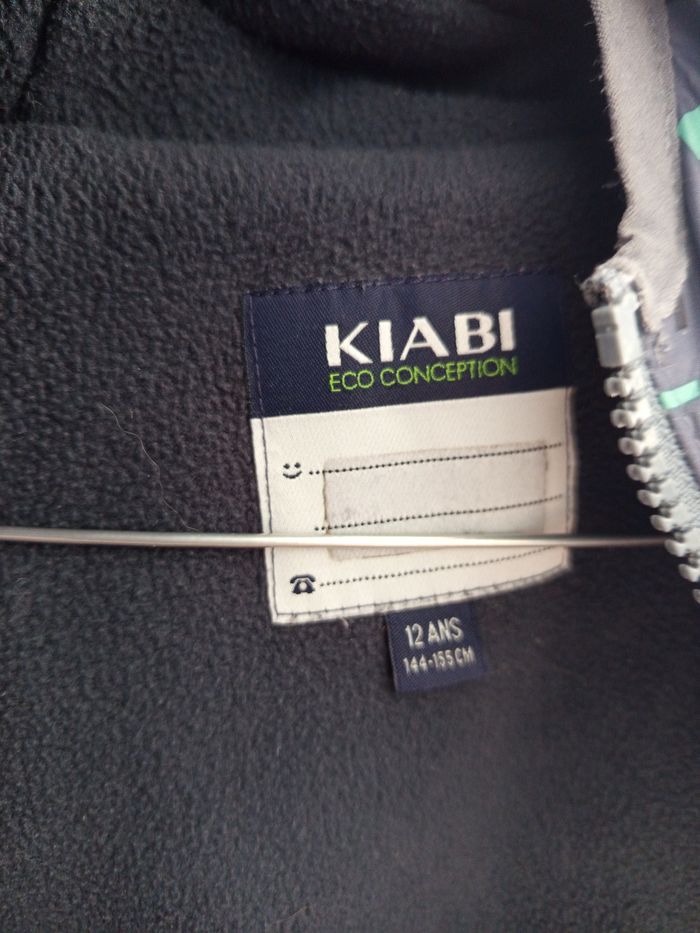 KIABI
ECO CONCEPTION
12 ANS
144-155 CM